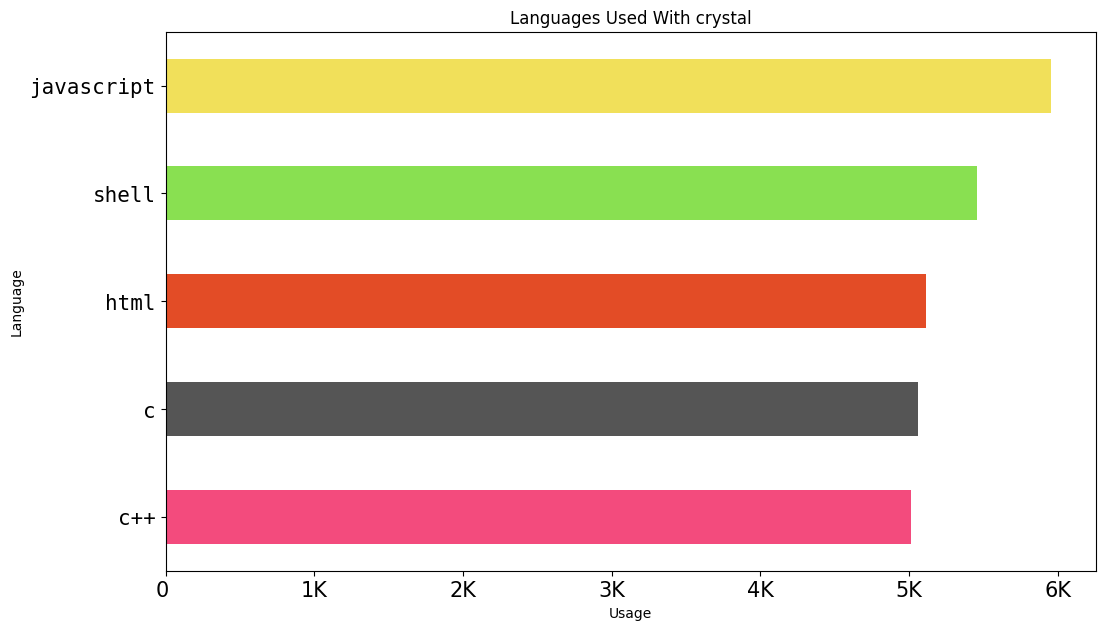 Languages Used With crystal
javascript
shell
html
c
c++
Language
0 1K 2K 3K 4K 5K 6K
Usage